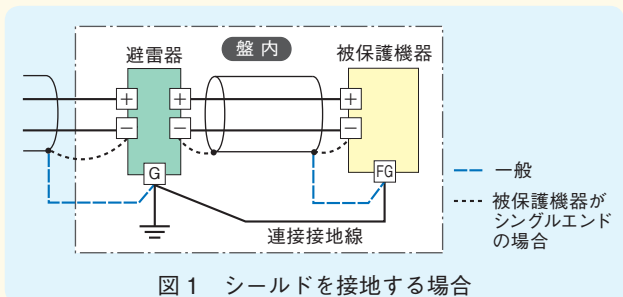 避雷器
盤内
被保護機器
+ + +
− − −
G
FG
連接接地線
一般
被保護機器が
シングルエンド
の場合
図1 シールドを接地する場合